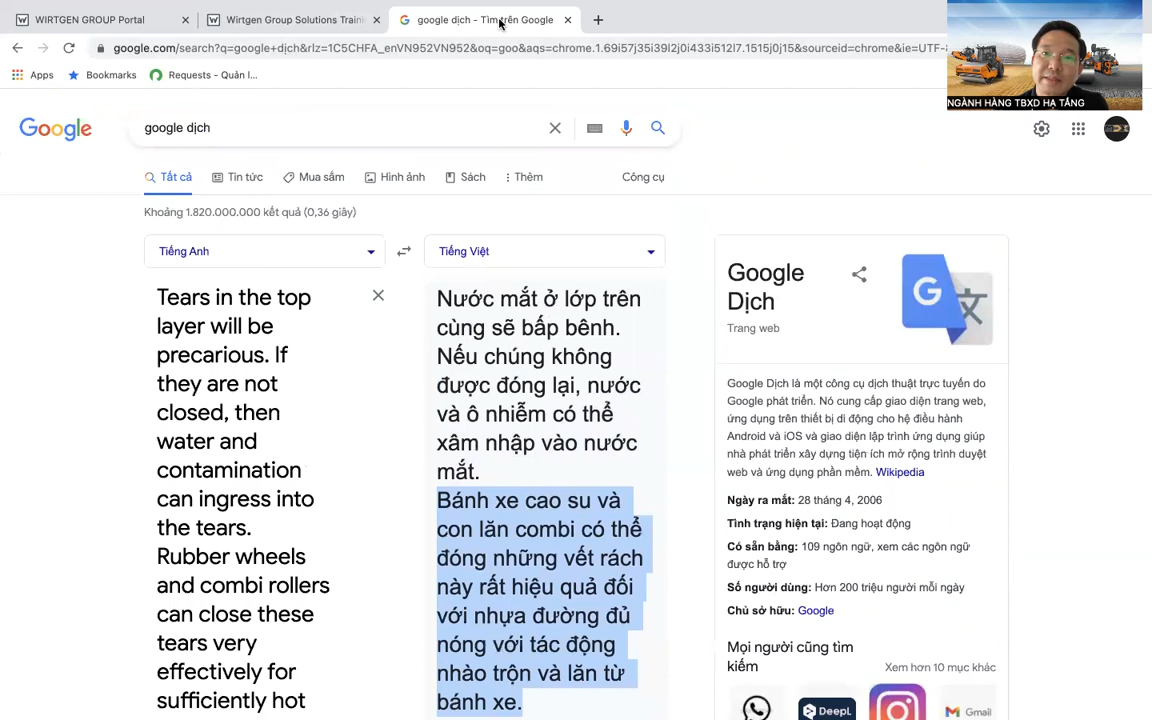 WIRTGEN GROUP Portal
Wirtgen Group Solutions Traini
google dịch - Tìm trên Google
google.com/search?q=google+dịch&rlz=1C5CHFA_enVN952VN952&oq=goo&aqs=chrome.1.69i57j35i39l2j0i433i512l7.1515j0j15&sourceid=chrome&ie=UTF-8
Apps
Bookmarks
Requests - Quản l...
NGÀNH HÀNG TBXD HẠ TẦNG
Google
google dịch
Tất cả
Tin tức
Mua sắm
Hình ảnh
Sách
Thêm
Công cụ
Khoảng 1.820.000.000 kết quả (0,36 giây)
Tiếng Anh
Tiếng Việt
Tears in the top
layer will be
precarious. If
they are not
closed, then
water and
contamination
can ingress into
the tears.
Rubber wheels
and combi rollers
can close these
tears very
effectively for
sufficiently hot
Nước mắt ở lớp trên
cùng sẽ bấp bênh.
Nếu chúng không
được đóng lại, nước
và ô nhiễm có thể
xâm nhập vào nước
mắt.
Bánh xe cao su và
con lăn combi có thể
đóng những vết rách
này rất hiệu quả đối
với nhựa đường đủ
nóng với tác động
nhào trộn và lăn từ
bánh xe.
Google
Dịch
Trang web
G
Google Dịch là một công cụ dịch thuật trực tuyến do
Google phát triển. Nó cung cấp giao diện trang web,
ứng dụng trên thiết bị di động cho hệ điều hành
Android và iOS và giao diện lập trình ứng dụng giúp
nhà phát triển xây dựng tiện ích mở rộng trình duyệt
web và ứng dụng phần mềm. Wikipedia
Ngày ra mắt: 28 tháng 4, 2006
Tình trạng hiện tại: Đang hoạt động
Có sẵn bằng: 109 ngôn ngữ, xem các ngôn ngữ
được hỗ trợ
Số người dùng: Hơn 200 triệu người mỗi ngày
Chủ sở hữu: Google
Mọi người cũng tìm
kiếm
Xem hơn 10 mục khác
DeepL
Gmail